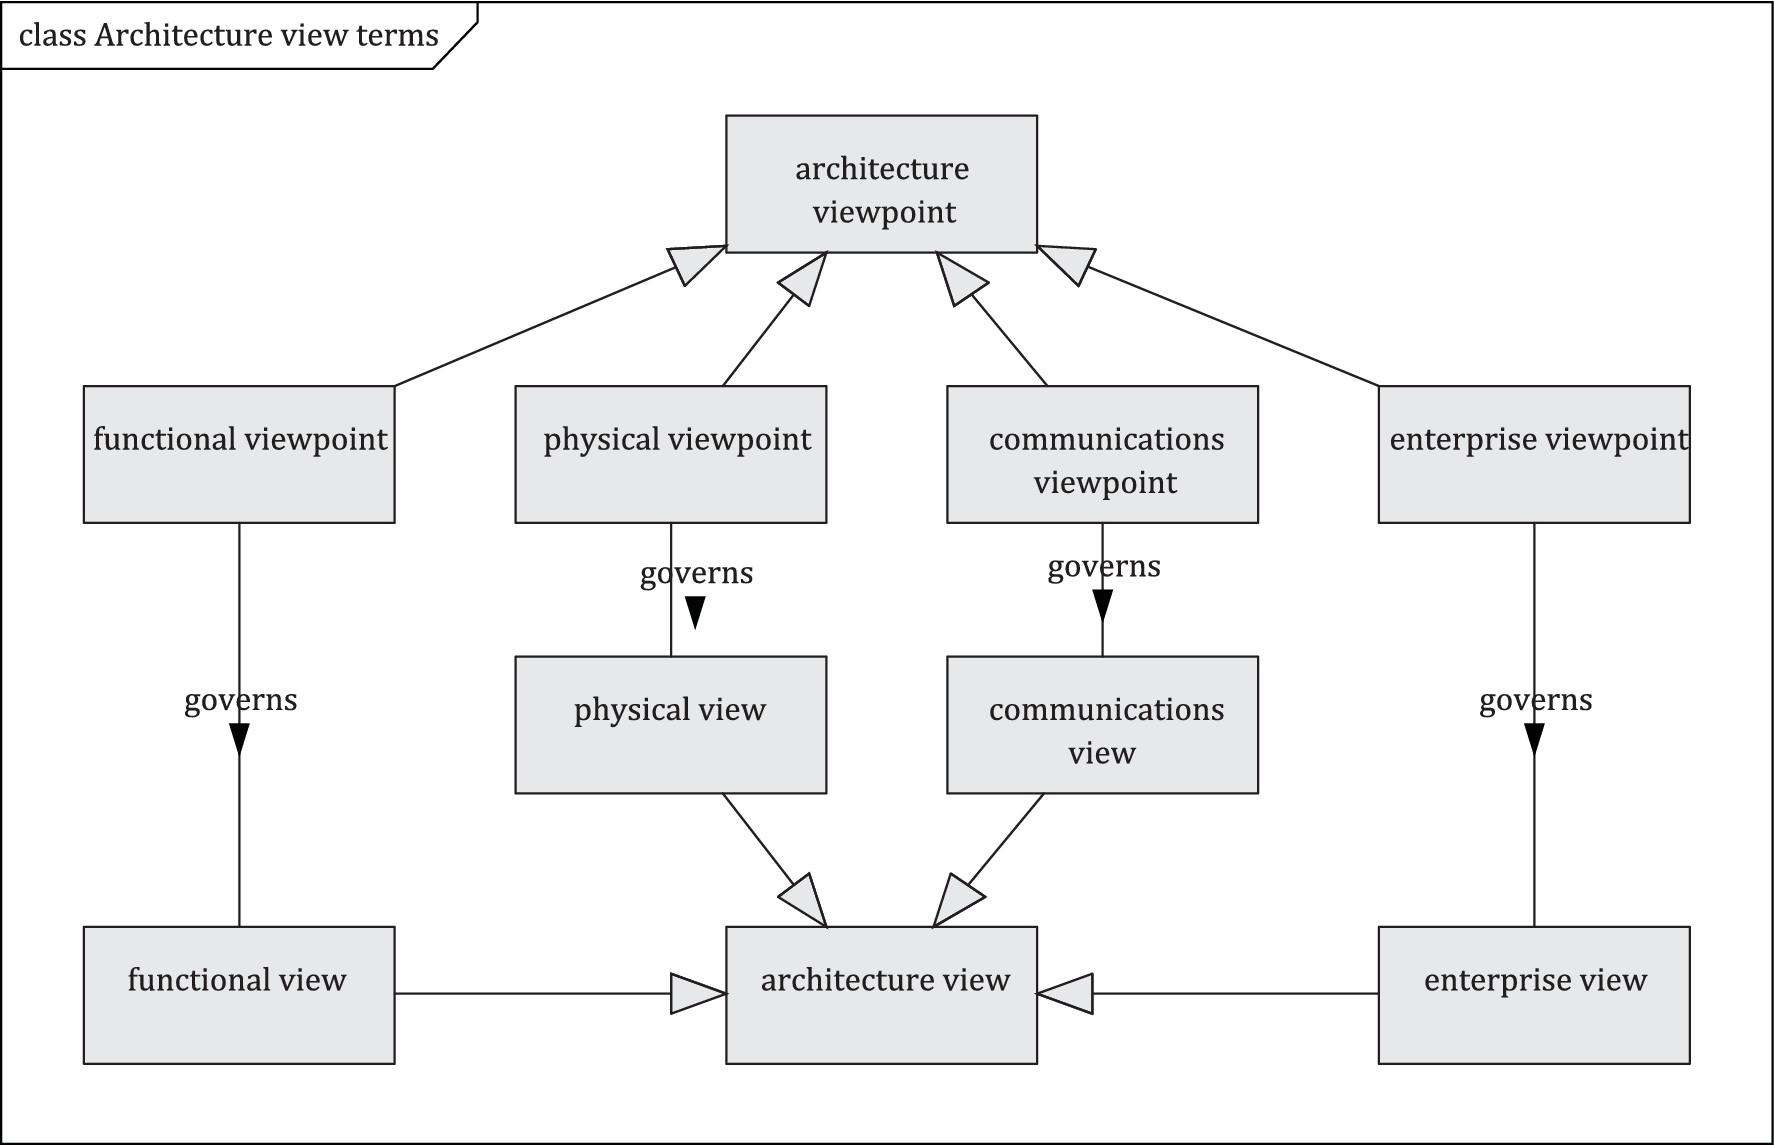 class Architecture view terms
architecture
viewpoint
functional viewpoint
physical viewpoint
communications
viewpoint
enterprise viewpoint
governs
governs
governs
governs
physical view
communications
view
functional view
architecture view
enterprise view